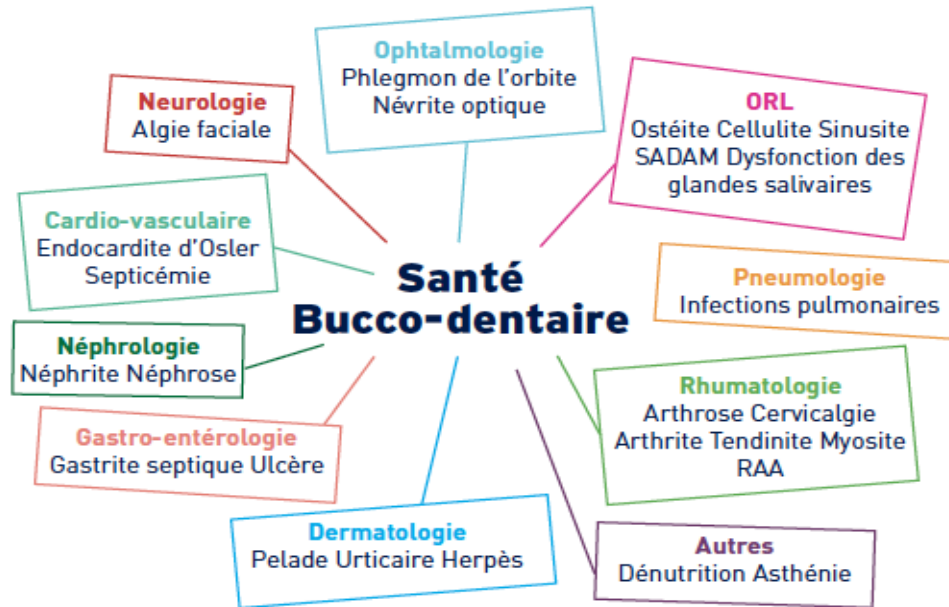 Ophtalmologie
Phlegmon de l'orbite
Névrite optique
Neurologie
Algie faciale
ORL
Ostéite Cellulite Sinusite
SADAM Dysfonction des
glandes salivaires
Cardio-vasculaire
Endocardite d'Osler
Septicémie
Santé
Bucco-dentaire
Pneumologie
Infections pulmonaires
Néphrologie
Néphrite Néphrose
Rhumatologie
Arthrose Cervicalgie
Arthrite Tendinite Myosite
RAA
Gastro-entérologie
Gastrite septique Ulcère
Dermatologie
Pelade Urticaire Herpès
Autres
Dénutrition Asthénie